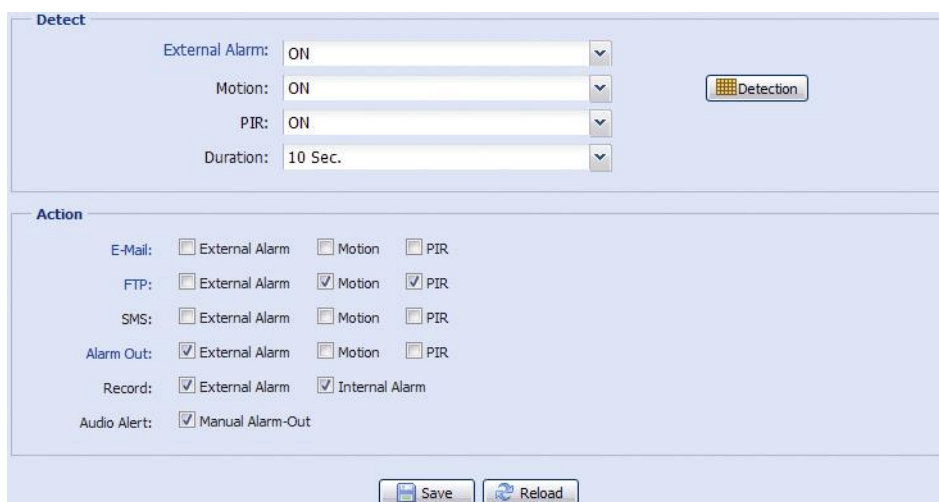 Detect
External Alarm: ON
Motion: ON Detection
PIR: ON
Duration: 10 Sec.
Action
E-Mail: External Alarm Motion PIR
FTP: External Alarm Motion PIR
SMS: External Alarm Motion PIR
Alarm Out: External Alarm Motion PIR
Record: External Alarm Internal Alarm
Audio Alert: Manual Alarm-Out
Save Reload